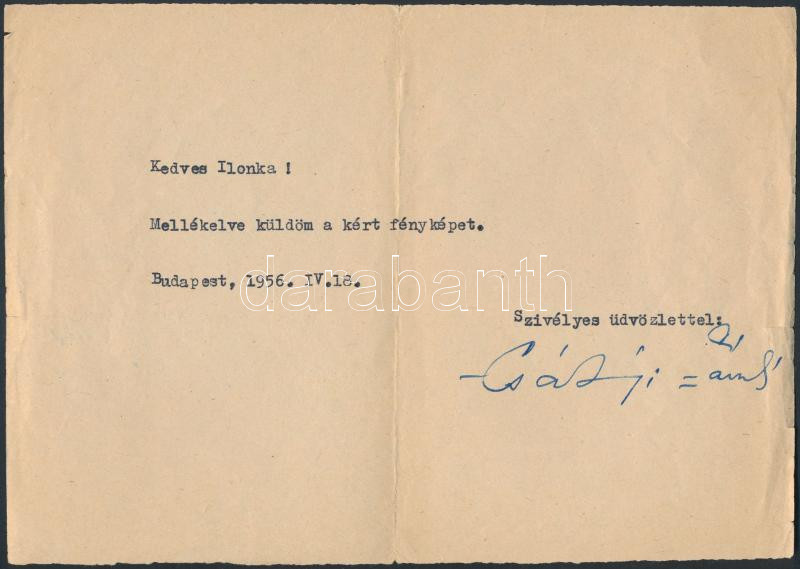 Kedves Ilonka !
Mellékelve küldöm a kért fényképet.
Budapest, 1956. IV.18.
darabanth
Szivélyes üdvözlettel: